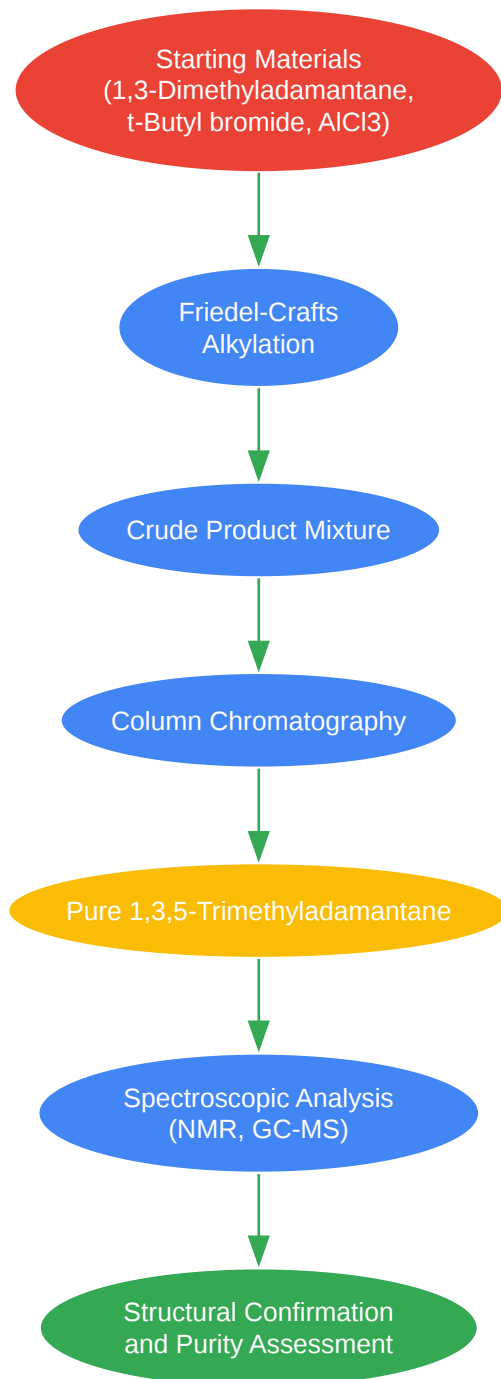 Starting Materials
(1,3-Dimethyladamantane,
t-Butyl bromide, AlCl3)
Friedel-Crafts
Alkylation
Crude Product Mixture
Column Chromatography
Pure 1,3,5-Trimethyladamantane
Spectroscopic Analysis
(NMR, GC-MS)
Structural Confirmation
and Purity Assessment